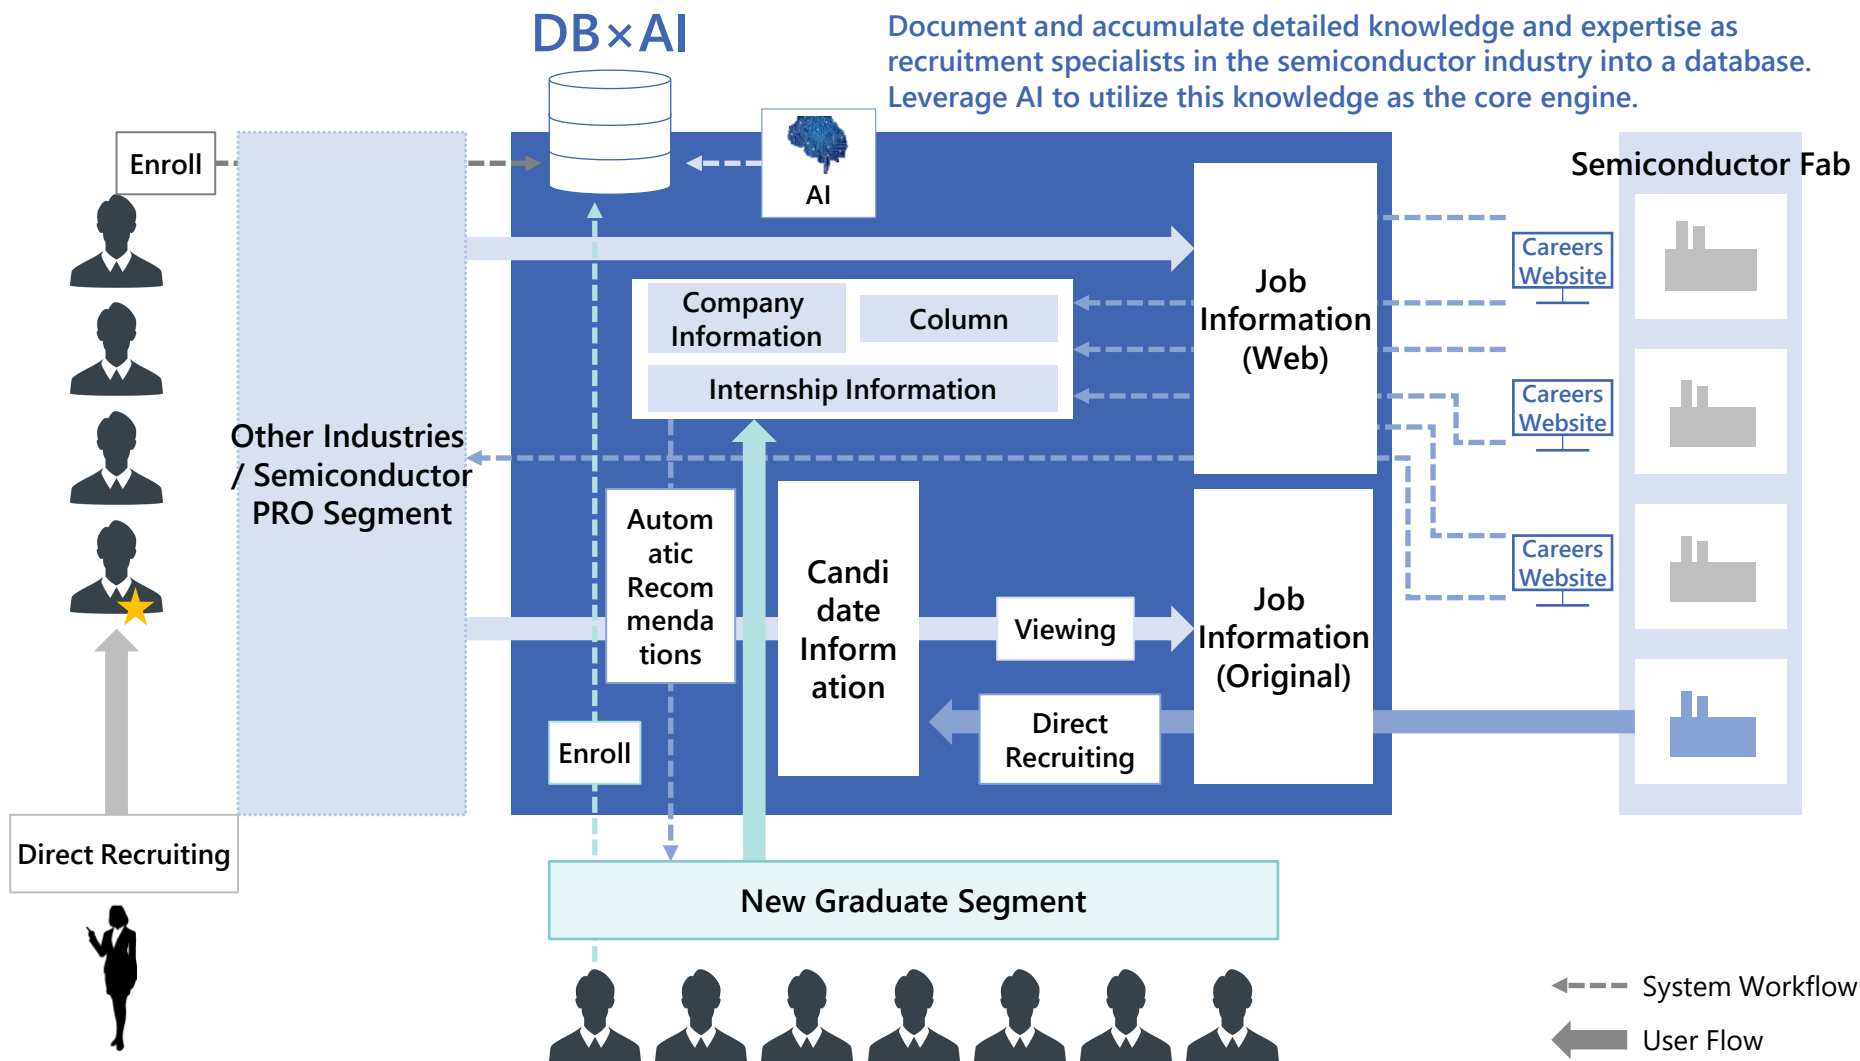 DB×AI
Document and accumulate detailed knowledge and expertise as
recruitment specialists in the semiconductor industry into a database.
Leverage AI to utilize this knowledge as the core engine.
Enroll
AI
Semiconductor Fab
Careers
Website
Job
Information
(Web)
Company
Information
Column
Internship Information
Careers
Website
Other Industries
/ Semiconductor
PRO Segment
Autom
atic
Recom
menda
tions
Candi
date
Inform
ation
Viewing
Job
Information
(Original)
Careers
Website
Direct
Recruiting
Enroll
Direct Recruiting
New Graduate Segment
System Workflow
User Flow